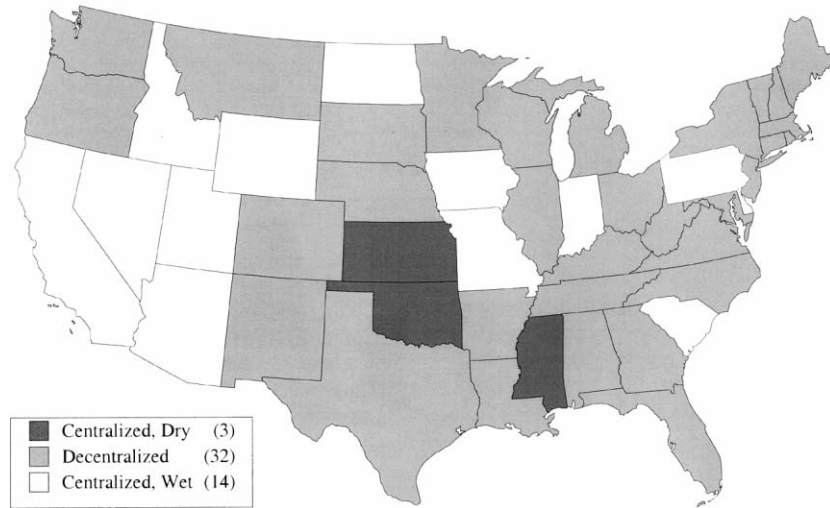 Centralized, Dry (3)
Decentralized (32)
Centralized, Wet (14)